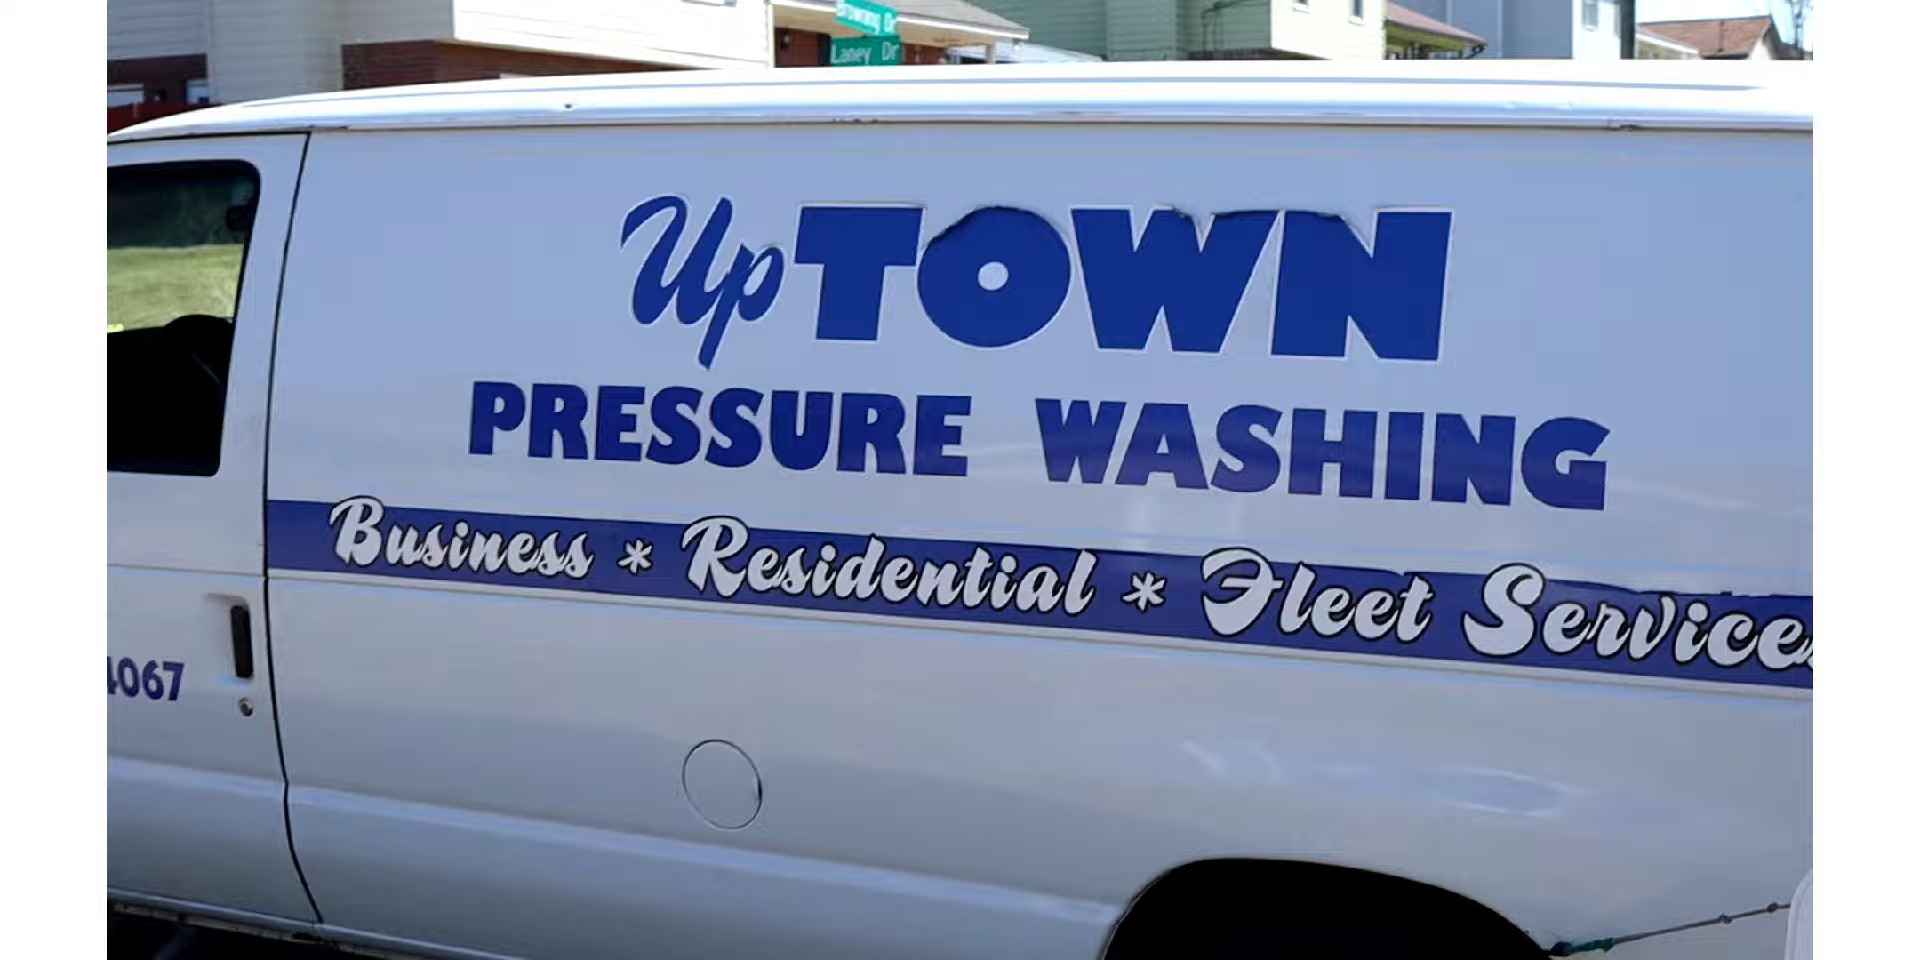 Laney Dr
UpTOWN
PRESSURE WASHING
Business * Residential * Fleet Services
4067